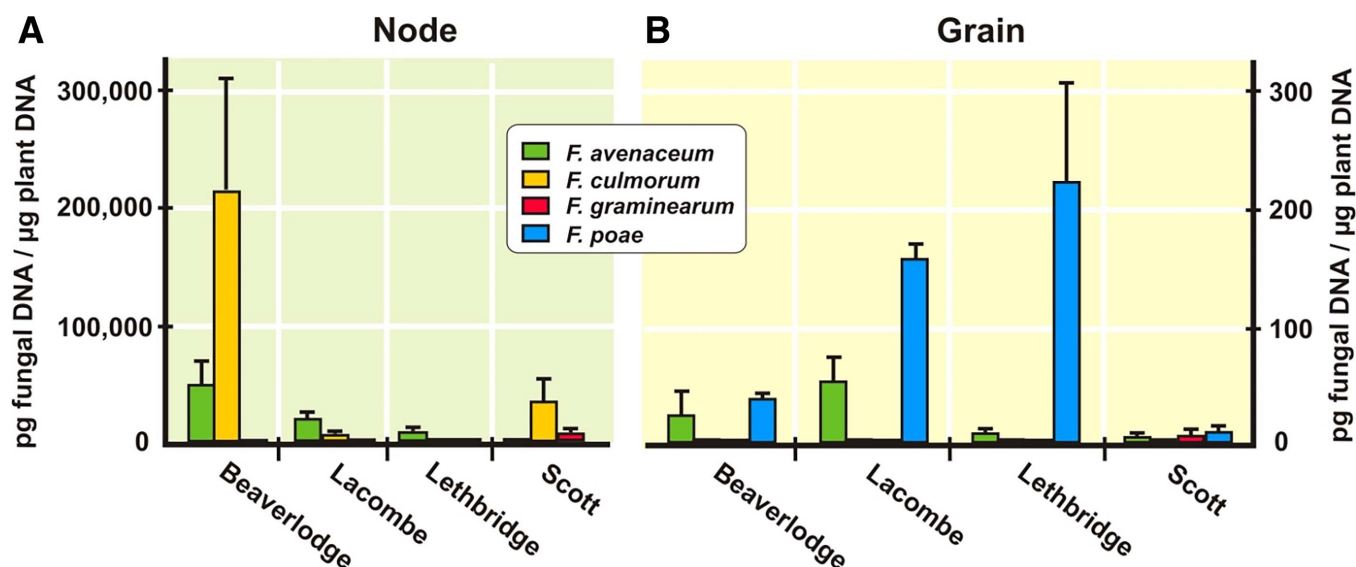 A
Node
B
Grain
pg fungal DNA / µg plant DNA
300,000
200,000
100,000
0
F. avenaceum
F. culmorum
F. graminearum
F. poae
300
200
100
0
pg fungal DNA / µg plant DNA
Beaverlodge
Lacombe
Lethbridge
Scott
Beaverlodge
Lacombe
Lethbridge
Scott